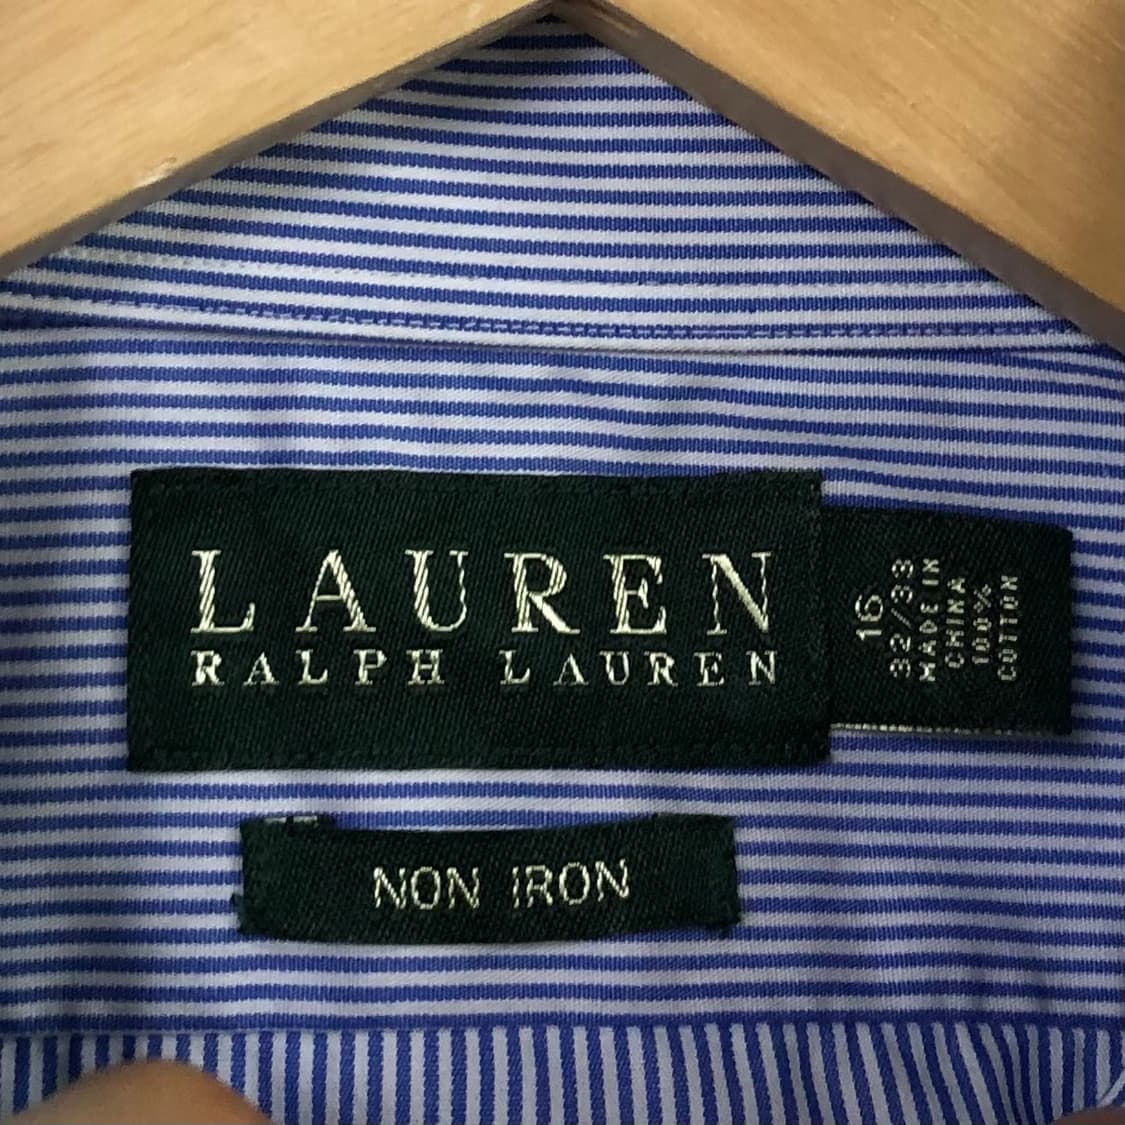 LAUREN
RALPH LAUREN
16
32/33
MADE IN
CHINA
100%
COTTON
NON IRON